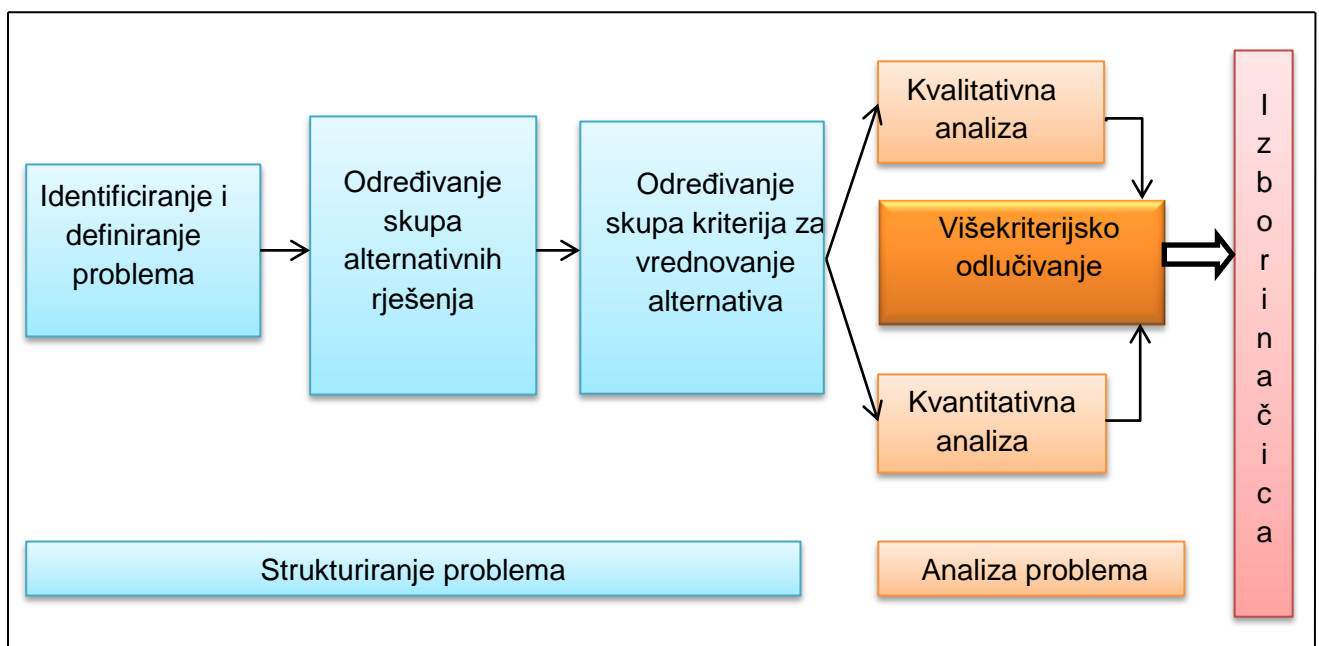 Identificiranje i
definiranje
problema
Određivanje
skupa
alternativnih
rješenja
Određivanje
skupa kriterija za
vrednovanje
alternativa
Kvalitativna
analiza
Višekriterijsko
odlučivanje
Kvantitativna
analiza
I
z
b
o
r
i
n
a
č
i
c
a
Strukturiranje problema
Analiza problema